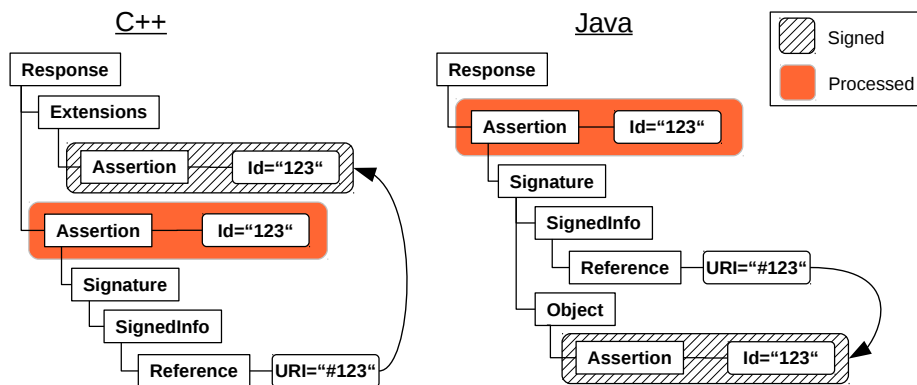 C++
Response
Extensions
Assertion Id=“123“
Assertion Id=“123“
Signature
SignedInfo
Reference URI=“#123“
Java
Response
Assertion Id=“123“
Signature
SignedInfo
Reference URI=“#123“
Object
Assertion Id=“123“
Signed
Processed